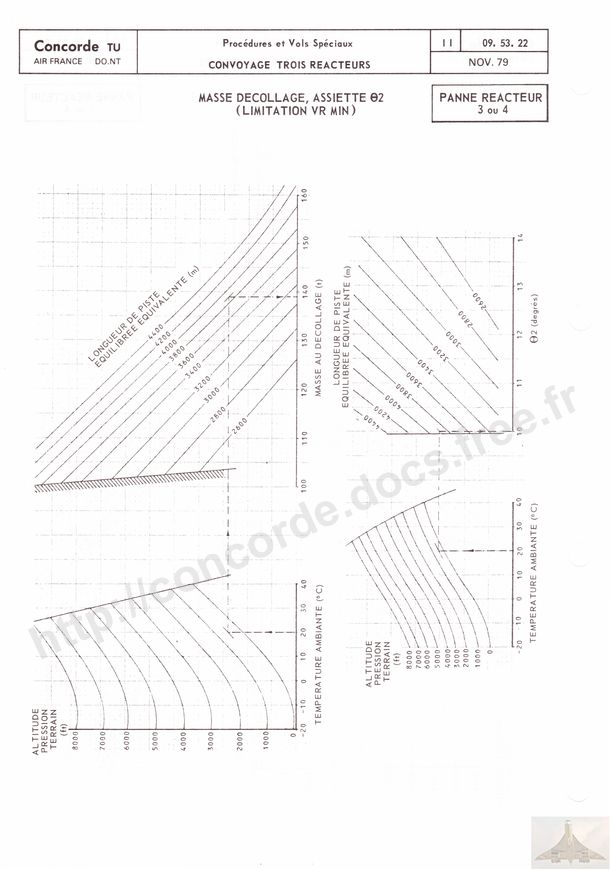 Concorde TU
AIR FRANCE DO.NT
Procédures et Vols Spéciaux
CONVOYAGE TROIS REACTEURS
11 09. 53. 22
NOV. 79
MASSE DECOLLAGE, ASSIETTE θ2
(LIMITATION VR MIN)
PANNE REACTEUR
3 ou 4
LONGUEUR DE PISTE
EQUILIBREE EQUIVALENTE (m)
4400
4200
4000
3800
3600
3400
3200
3000
2800
2600
100 110 120 130 140 150 160
MASSE AU DECOLLAGE (t)
ALTITUDE
PRESSION
TERRAIN
(ft)
8000
7000
6000
5000
4000
3000
2000
1000
0
-20 -10 0 10 20 30 40
TEMPERATURE AMBIANTE (°C)
LONGUEUR DE PISTE
EQUILIBREE EQUIVALENTE (m)
4400
4200
4000
3800
3600
3400
3200
3000
2800
2600
10 11 12 13 14
θ2 (degrés)
ALTITUDE
PRESSION
TERRAIN
(ft)
8000
7000
6000
5000
4000
3000
2000
1000
0
-20 0 20 40
TEMPERATURE AMBIANTE (°C)
http://concorde.docs.free.fr